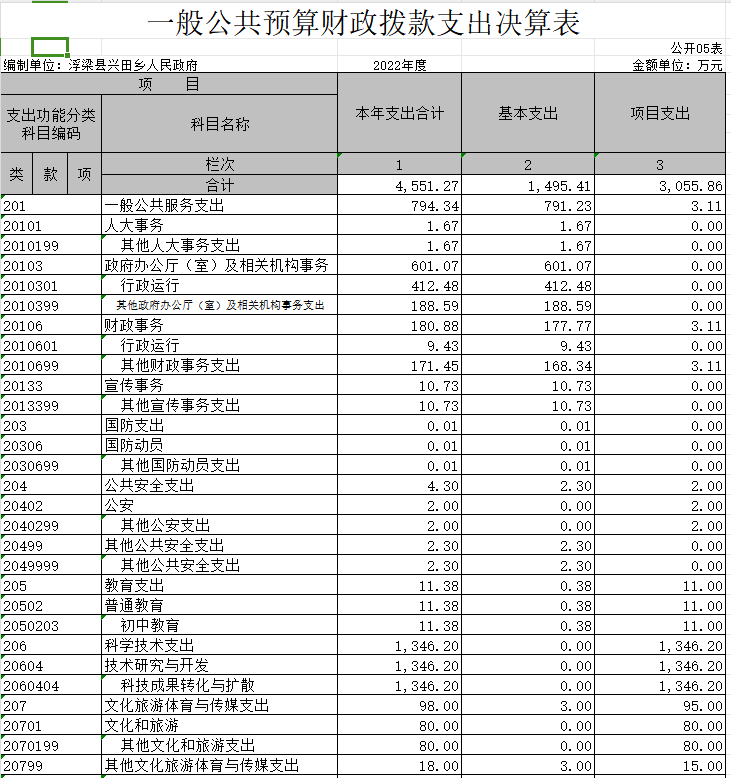 一般公共预算财政拨款支出决算表
公开05表
编制单位：浮梁县兴田乡人民政府 2022年度 金额单位：万元
项 目 本年支出合计 基本支出 项目支出
支出功能分类科目编码 科目名称
类 款 项 栏次 1 2 3
合计 4,551.27 1,495.41 3,055.86
201 一般公共服务支出 794.34 791.23 3.11
20101 人大事务 1.67 1.67 0.00
2010199 其他人大事务支出 1.67 1.67 0.00
20103 政府办公厅（室）及相关机构事务 601.07 601.07 0.00
2010301 行政运行 412.48 412.48 0.00
2010399 其他政府办公厅（室）及相关机构事务支出 188.59 188.59 0.00
20106 财政事务 180.88 177.77 3.11
2010601 行政运行 9.43 9.43 0.00
2010699 其他财政事务支出 171.45 168.34 3.11
20133 宣传事务 10.73 10.73 0.00
2013399 其他宣传事务支出 10.73 10.73 0.00
203 国防支出 0.01 0.01 0.00
20306 国防动员 0.01 0.01 0.00
2030699 其他国防动员支出 0.01 0.01 0.00
204 公共安全支出 4.30 2.30 2.00
20402 公安 2.00 0.00 2.00
2040299 其他公安支出 2.00 0.00 2.00
20499 其他公共安全支出 2.30 2.30 0.00
2049999 其他公共安全支出 2.30 2.30 0.00
205 教育支出 11.38 0.38 11.00
20502 普通教育 11.38 0.38 11.00
2050203 初中教育 11.38 0.38 11.00
206 科学技术支出 1,346.20 0.00 1,346.20
20604 技术研究与开发 1,346.20 0.00 1,346.20
2060404 科技成果转化与扩散 1,346.20 0.00 1,346.20
207 文化旅游体育与传媒支出 98.00 3.00 95.00
20701 文化和旅游 80.00 0.00 80.00
2070199 其他文化和旅游支出 80.00 0.00 80.00
20799 其他文化旅游体育与传媒支出 18.00 3.00 15.00